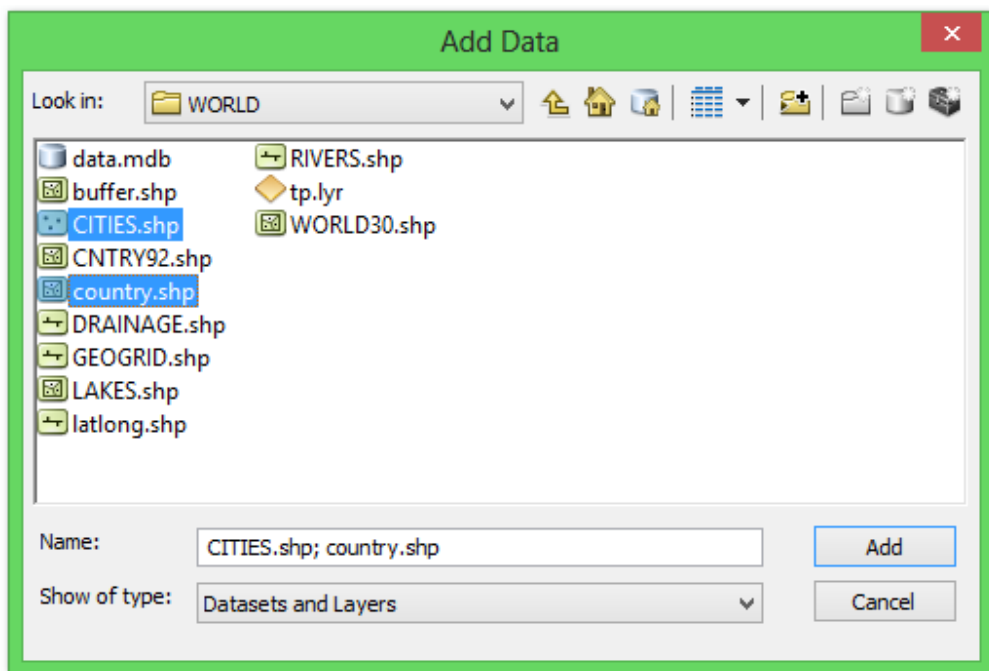 Add Data
Look in: WORLD
data.mdb
buffer.shp
CITIES.shp
CNTRY92.shp
country.shp
DRAINAGE.shp
GEOGRID.shp
LAKES.shp
latlong.shp
RIVERS.shp
tp.lyr
WORLD30.shp
Name: CITIES.shp; country.shp Add
Show of type: Datasets and Layers Cancel